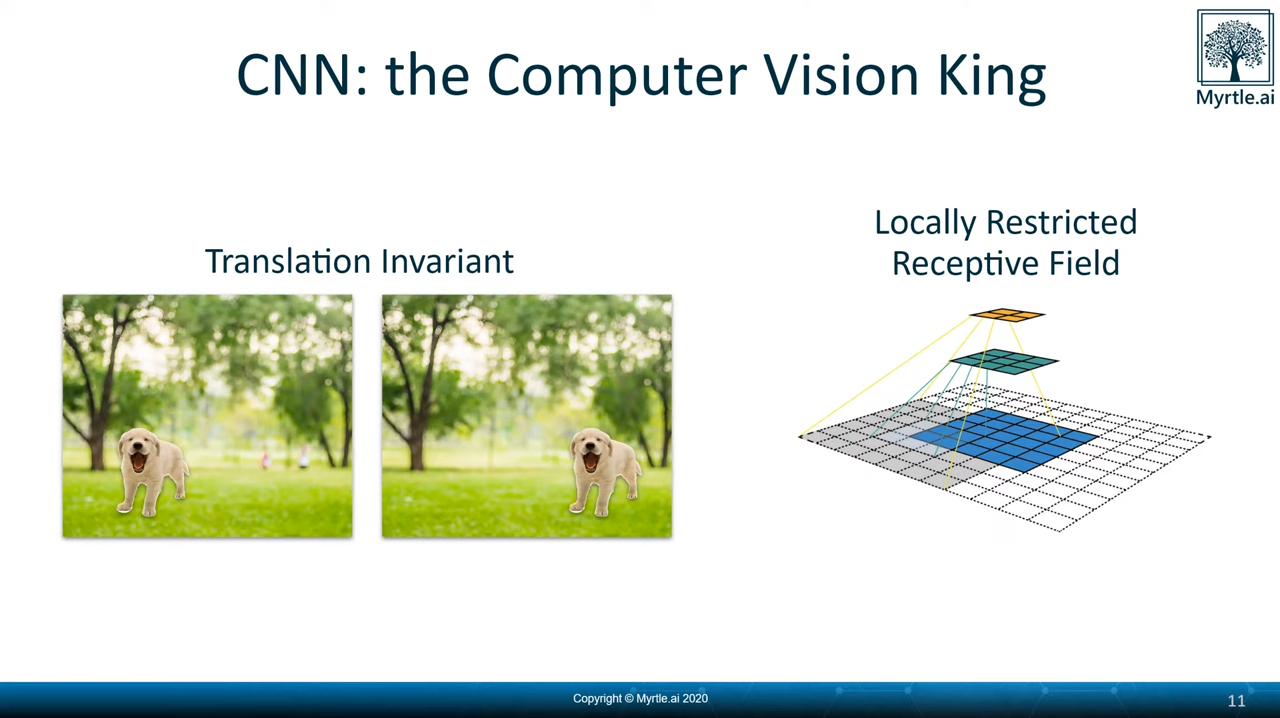 CNN: the Computer Vision King
Myrtle.ai
Translation Invariant
Locally Restricted
Receptive Field
Copyright © Myrtle.ai 2020
11